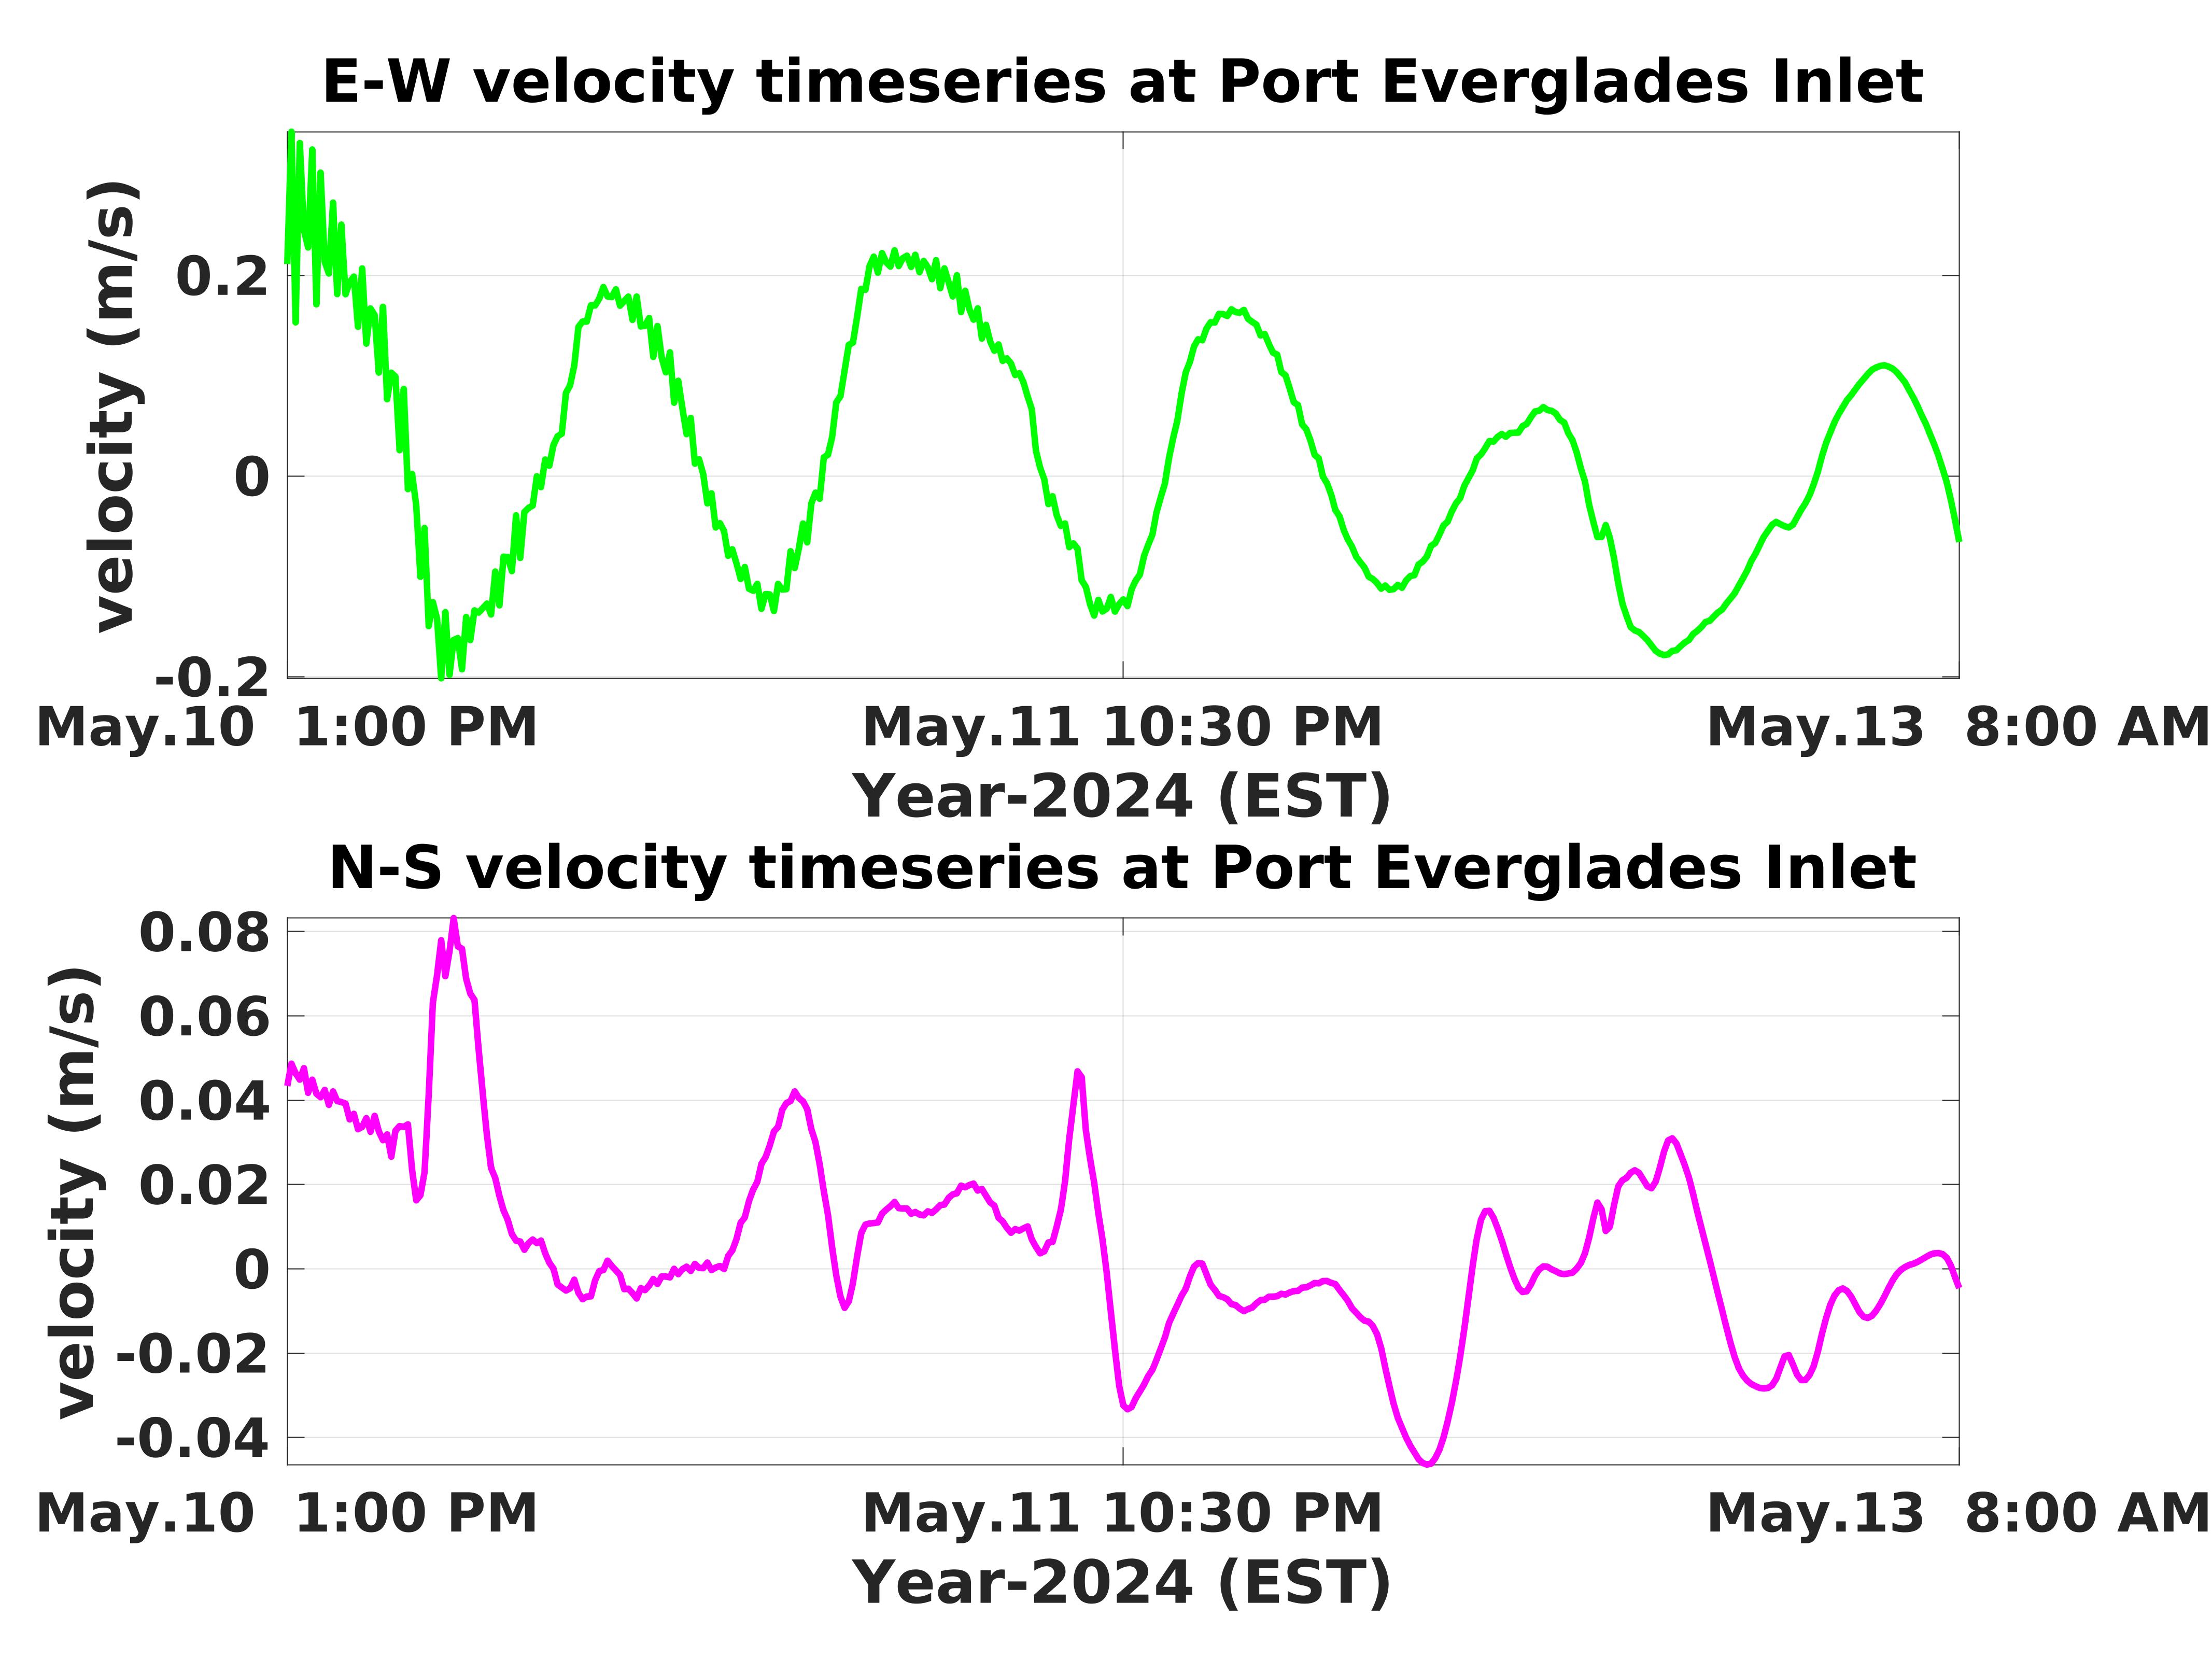 E-W velocity timeseries at Port Everglades Inlet
velocity (m/s)
0.2
0
-0.2
May.10  1:00 PM
May.11 10:30 PM
May.13  8:00 AM
Year-2024 (EST)
N-S velocity timeseries at Port Everglades Inlet
velocity (m/s)
0.08
0.06
0.04
0.02
0
-0.02
-0.04
May.10  1:00 PM
May.11 10:30 PM
May.13  8:00 AM
Year-2024 (EST)